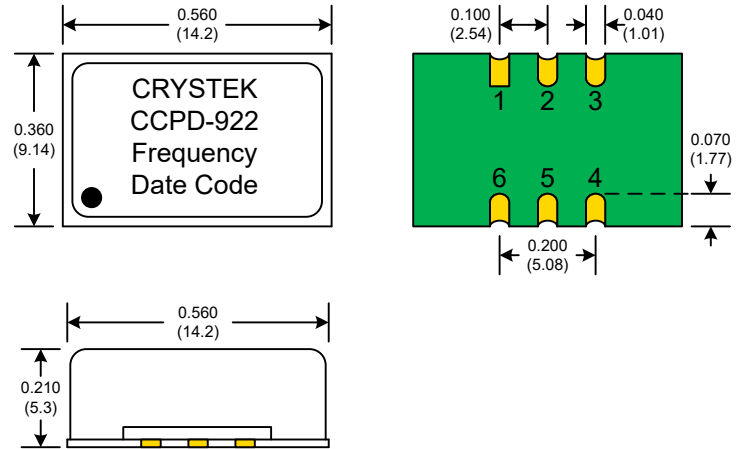 0.560
(14.2)
0.360
(9.14)
CRYSTEK
CCPD-922
Frequency
Date Code
0.100
(2.54)
0.040
(1.01)
1 2 3
6 5 4
0.070
(1.77)
0.200
(5.08)
0.560
(14.2)
0.210
(5.3)